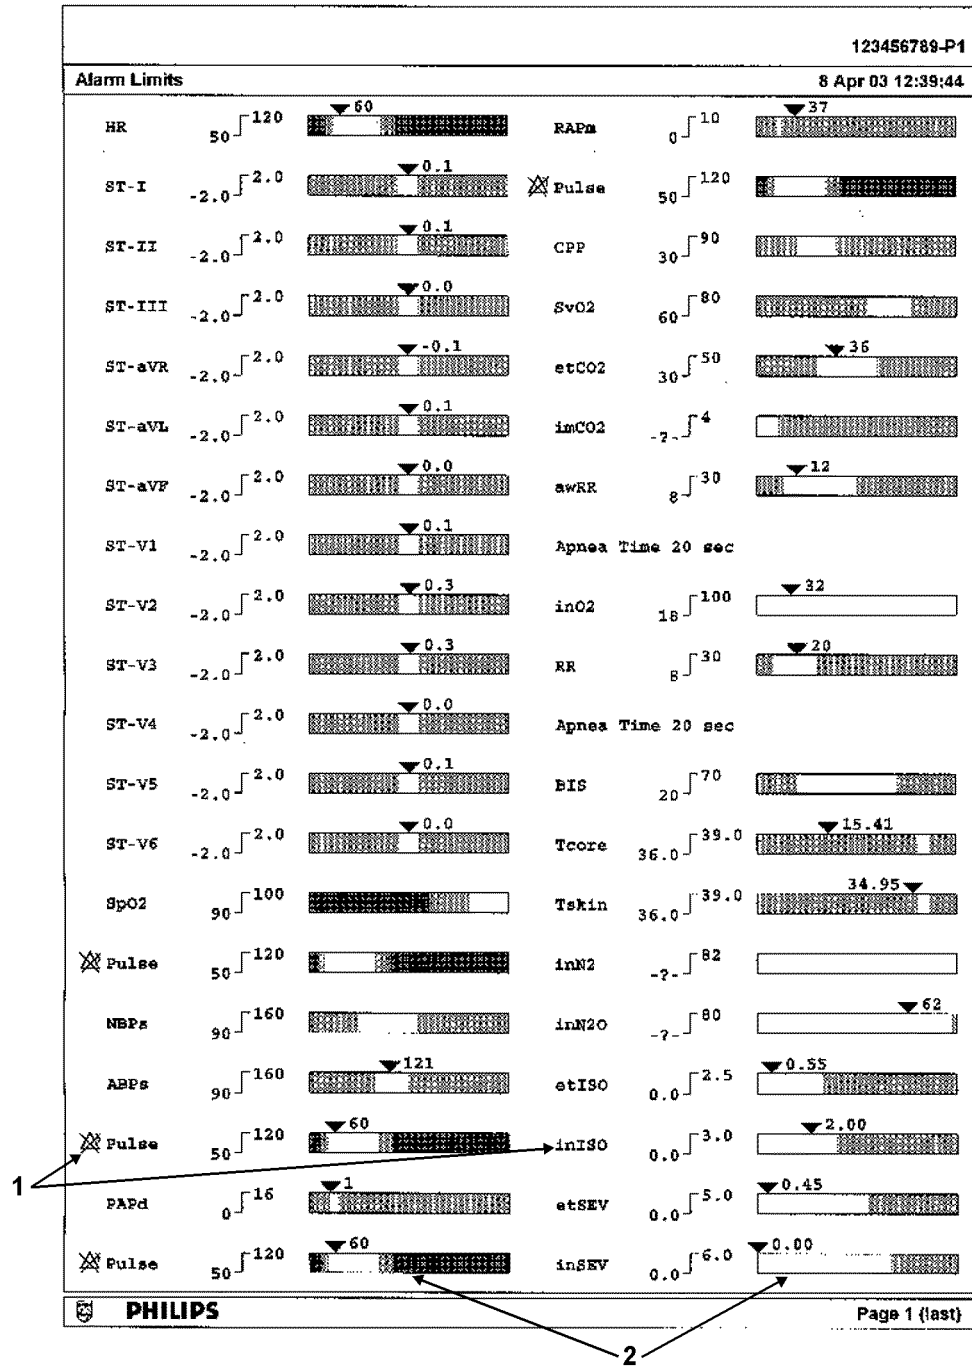 123456789-P1
Alarm Limits 8 Apr 03 12:39:44
HR 50 120 60
ST-I -2.0 2.0 0.1
ST-II -2.0 2.0 0.1
ST-III -2.0 2.0 0.0
ST-aVR -2.0 2.0 -0.1
ST-aVL -2.0 2.0 0.1
ST-aVF -2.0 2.0 0.0
ST-V1 -2.0 2.0 0.1
ST-V2 -2.0 2.0 0.3
ST-V3 -2.0 2.0 0.3
ST-V4 -2.0 2.0 0.0
ST-V5 -2.0 2.0 0.1
ST-V6 -2.0 2.0 0.0
SpO2 90 100
Pulse 50 120
NBPs 90 160
ABPs 90 160 121
Pulse 50 120 60
PAPd 0 16 1
Pulse 50 120 60
RAPm 0 10 37
Pulse 50 120
CPP 30 90
SvO2 60 80
etCO2 30 50 36
imCO2 -?- 4
awRR 8 30 12
Apnea Time 20 sec
inO2 18 100 32
RR 8 30 20
Apnea Time 20 sec
BIS 20 70
Tcore 36.0 39.0 15.41
Tskin 36.0 39.0 34.95
inN2 -?- 82
inN2O -?- 80 62
etISO 0.0 2.5 0.55
inISO 0.0 3.0 2.00
etSEV 0.0 5.0 0.45
inSEV 0.0 6.0 0.00
1
PHILIPS Page 1 (last)
2